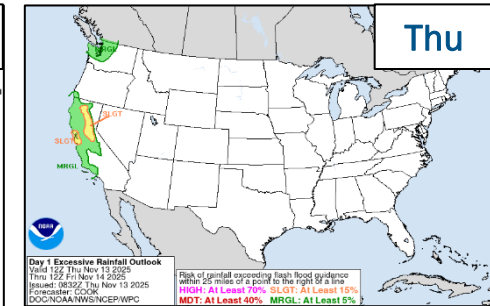 Thu
MRGL
SLGT
SLGT
MRGL
NOAA
Day 1 Excessive Rainfall Outlook
Valid 12Z Thu Nov 13 2025
Thru 12Z Fri Nov 14 2025
Issued: 0832Z Thu Nov 13 2025
Forecaster: COOK
DOC/NOAA/NWS/NCEP/WPC
Risk of rainfall exceeding flash flood guidance
within 25 miles of a point to the right of a line
HIGH: At Least 70% SLGT: At Least 15%
MDT: At Least 40% MRGL: At Least 5%